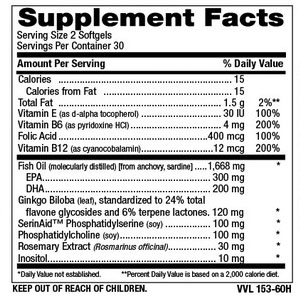 Supplement Facts
Serving Size 2 Softgels
Servings Per Container 30
Amount Per Serving % Daily Value
Calories 15
Calories from Fat 15
Total Fat 1.5 g 2%**
Vitamin E (as d-alpha tocopherol) 30 IU 100%
Vitamin B6 (as pyridoxine HCl) 4 mg 200%
Folic Acid 400 mcg 100%
Vitamin B12 (as cyanocobalamin) 12 mcg 200%
Fish Oil (molecularly distilled) [from anchovy, sardine] 1,668 mg *
EPA 300 mg
DHA 200 mg
Ginkgo Biloba (leaf), standardized to 24% total
flavone glycosides and 6% terpene lactones. 120 mg *
SerinAid™ Phosphatidylserine (soy) 100 mg *
Phosphatidylcholine (soy) 100 mg *
Rosemary Extract (Rosmarinus officinal) 30 mg *
Inositol 10 mg *
*Daily Value not established. **Percent Daily Value is based on a 2,000 calorie diet.
KEEP OUT OF REACH OF CHILDREN. VVL 153-60H